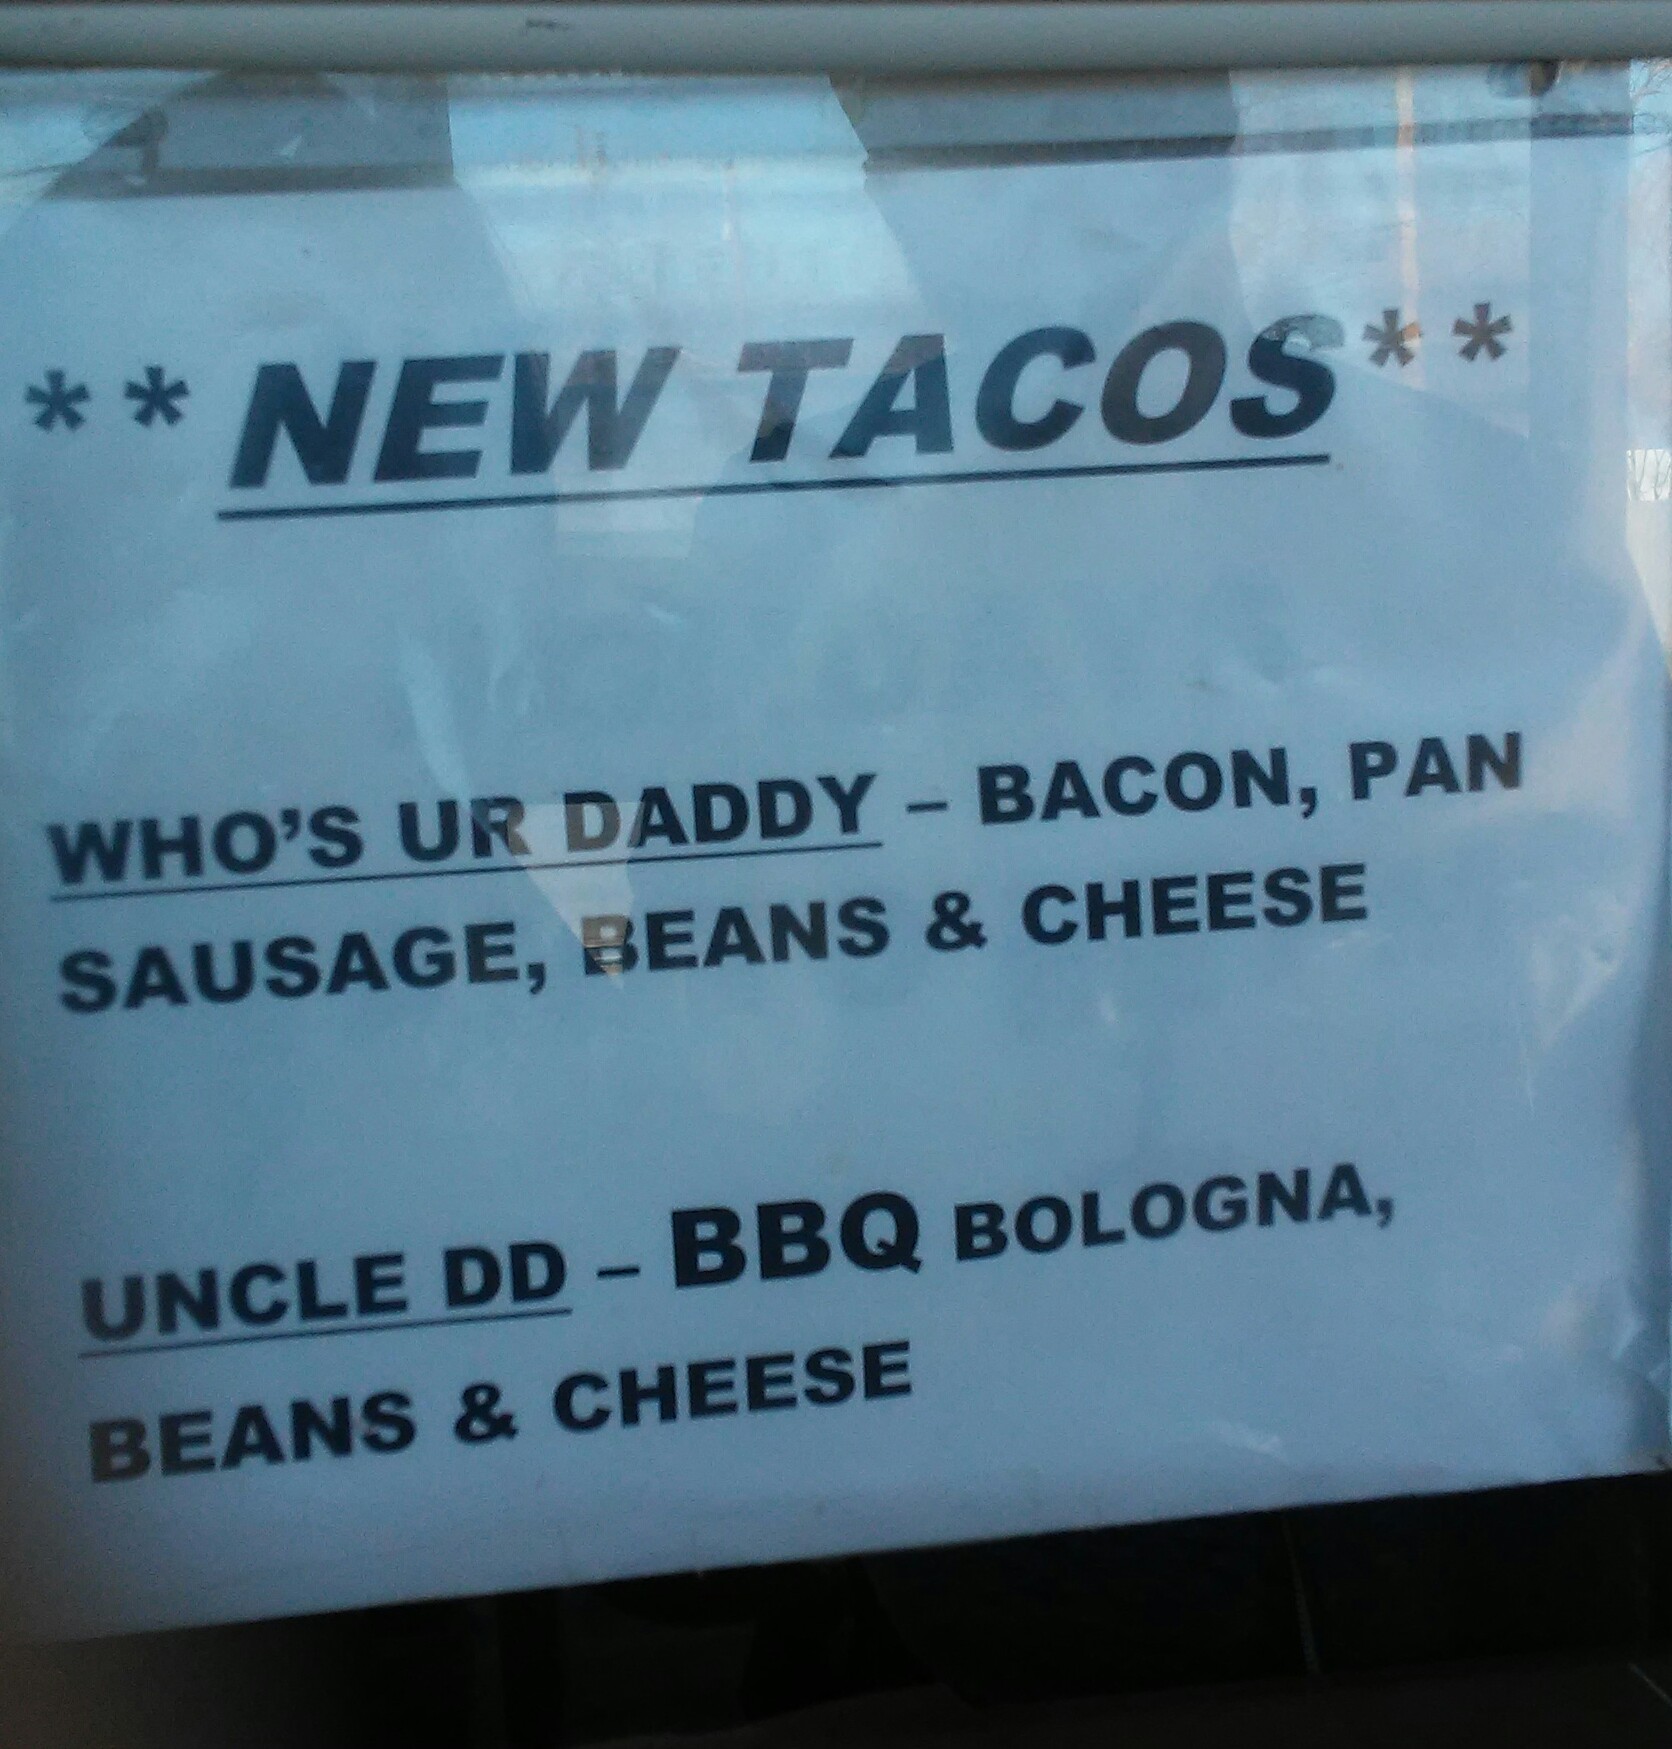 **NEW TACOS**
WHO'S UR DADDY – BACON, PAN
SAUSAGE, BEANS & CHEESE
UNCLE DD – BBQ BOLOGNA,
BEANS & CHEESE